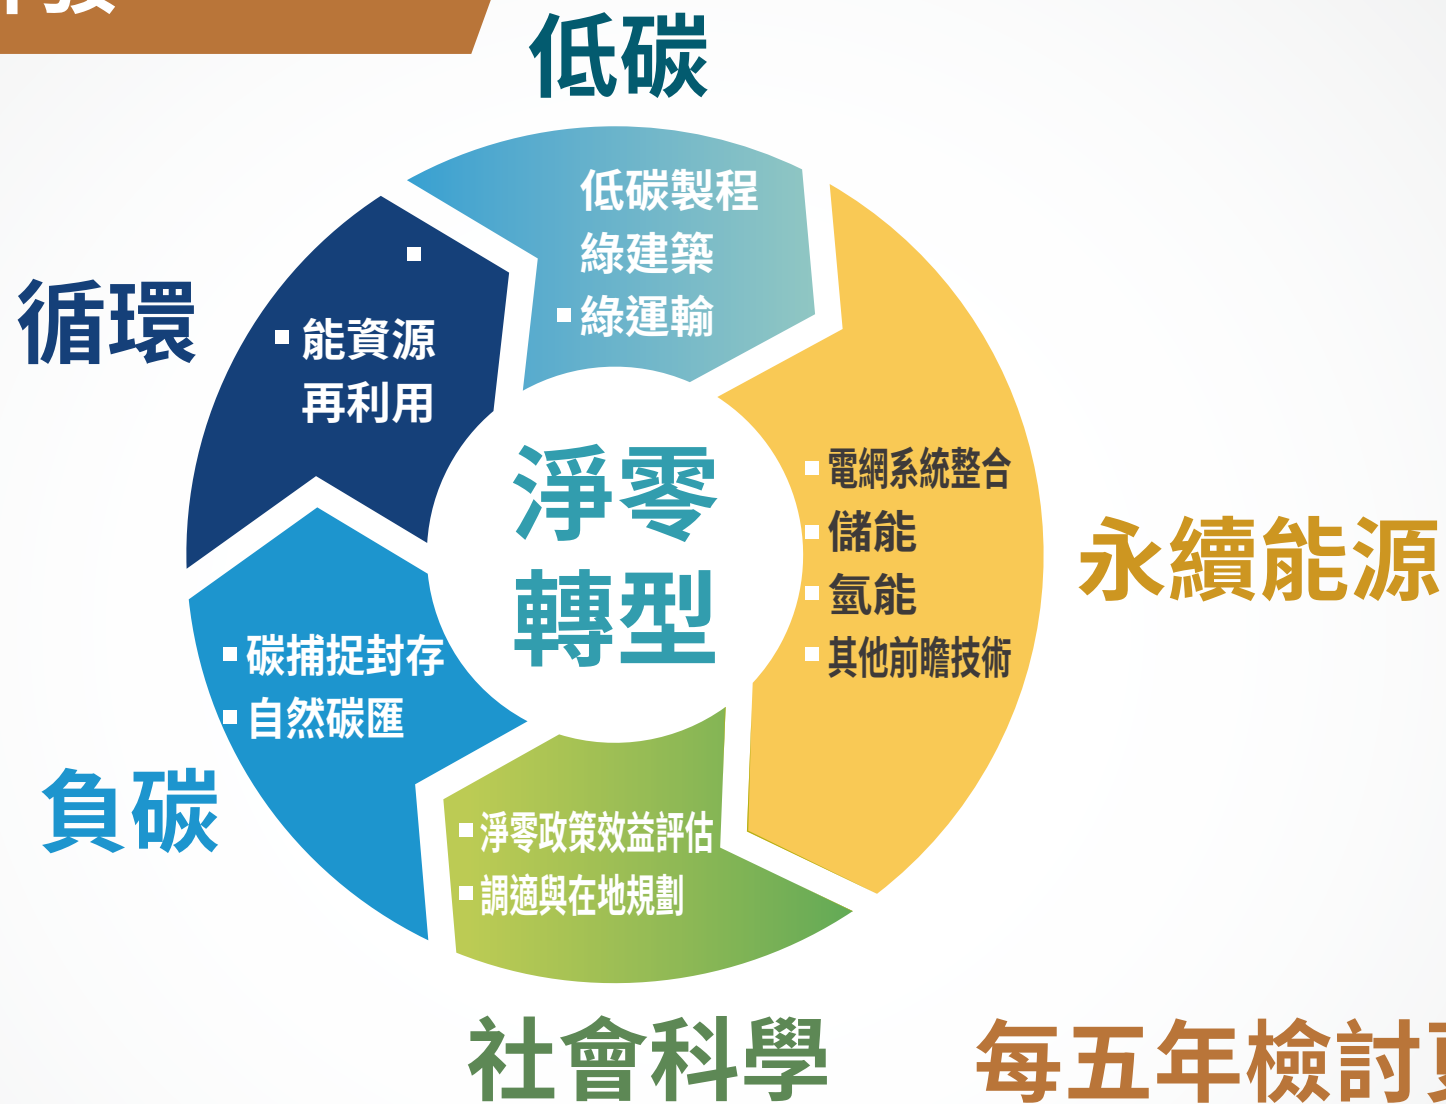 低碳
低碳製程
綠建築
綠運輸
循環
能資源
再利用
淨零
轉型
電網系統整合
儲能
氫能
其他前瞻技術
永續能源
碳捕捉封存
自然碳匯
負碳
淨零政策效益評估
調適與在地規劃
社會科學
每五年檢討